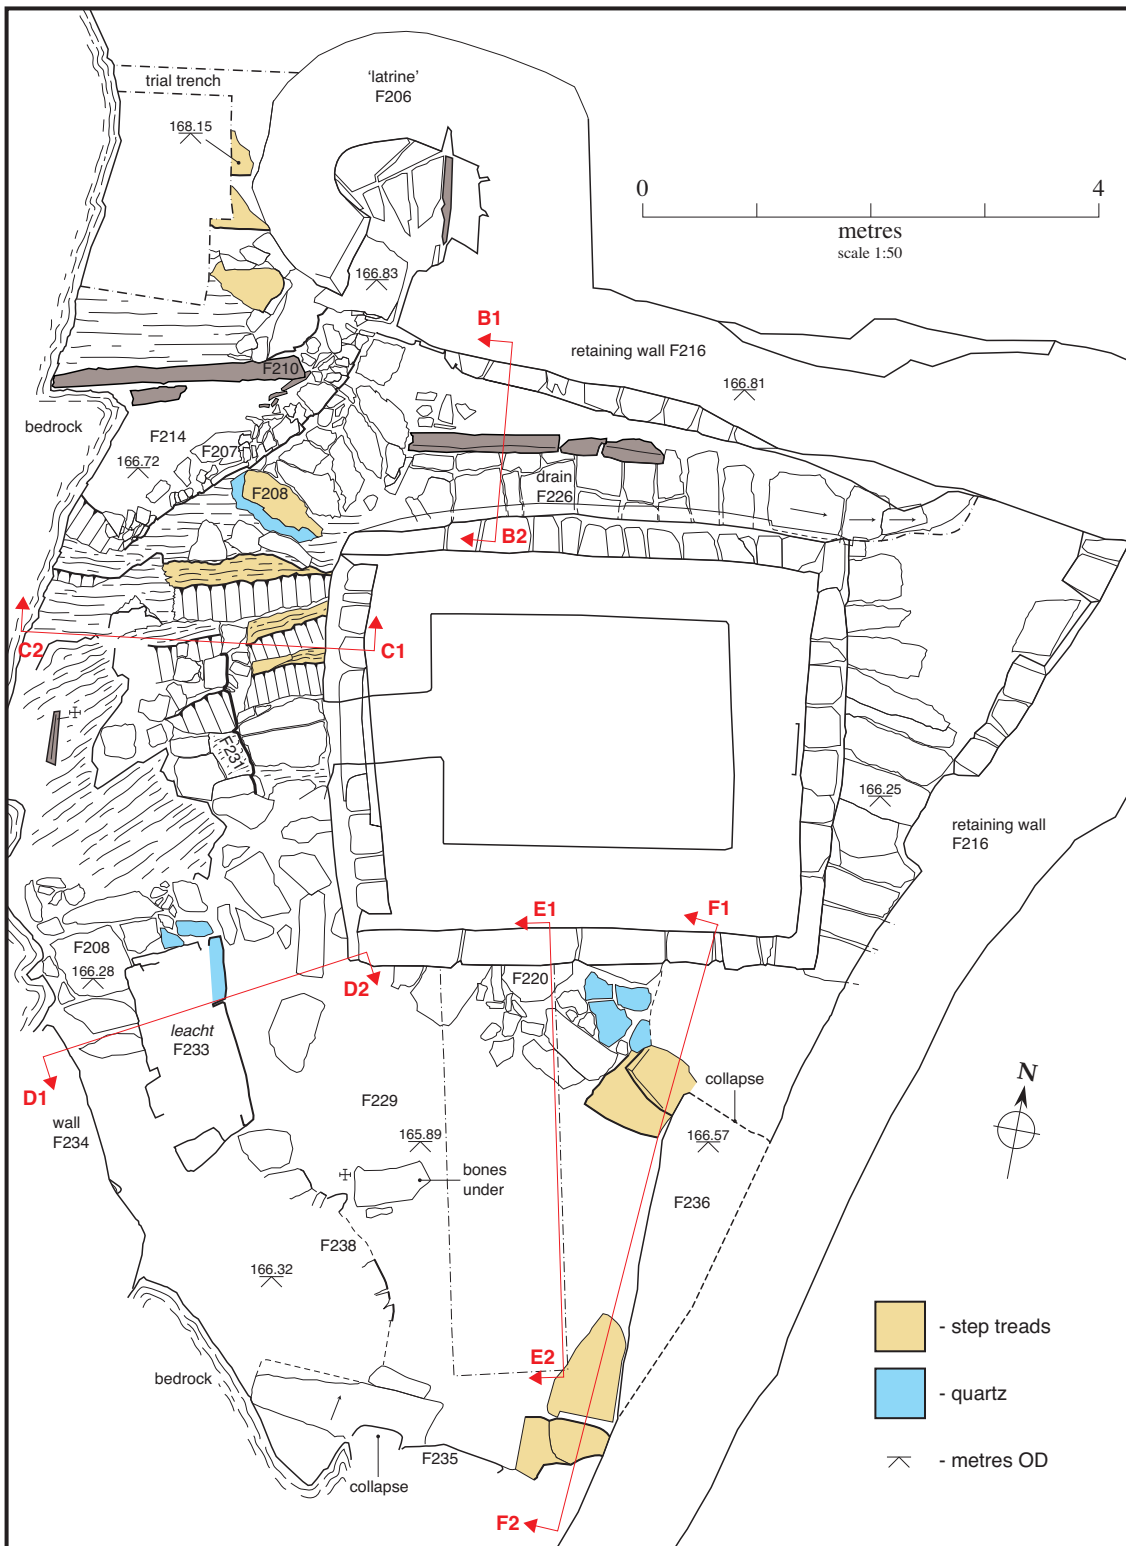 trial trench
'latrine'
F206
168.15
0
4
metres
scale 1:50
166.83
B1
retaining wall F216
166.81
F210
bedrock
F214
F207
166.72
drain
F226
F208
B2
C2
C1
F231
166.25
retaining wall
F216
E1
F1
F208
166.28
F220
D2
leacht
F233
D1
collapse
wall
F234
F229
165.89
166.57
N
bones
under
F236
F238
166.32
- step treads
E2
bedrock
- quartz
F235
- metres OD
collapse
F2